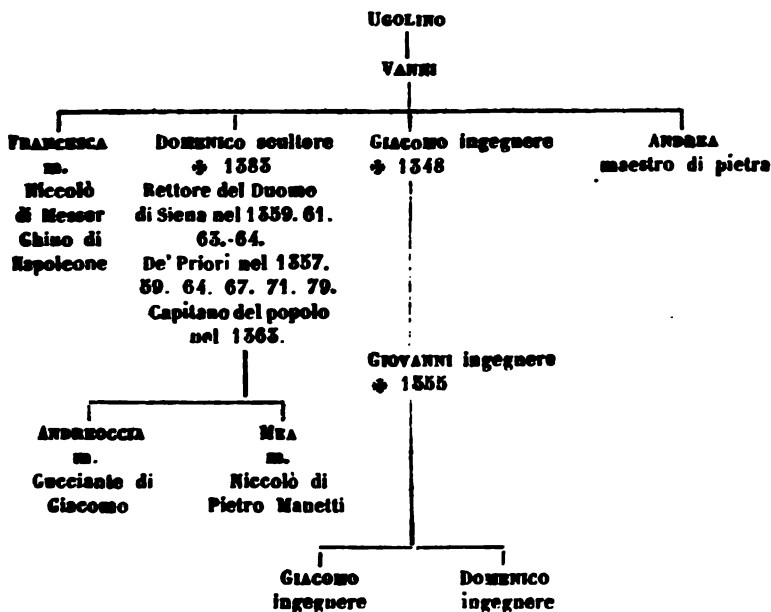 UGOLINO
VANNI
FRANCESCA
m.
Niccolò
di Messer
Ghino di
Napoleone
DOMENICO scultore
✠ 1383
Rettore del Duomo
di Siena nel 1359. 61.
63.-64.
De' Priori nel 1357.
59. 64. 67. 71. 79.
Capitano del popolo
nel 1363.
GIACOMO ingegnere
✠ 1348
ANDREA
maestro di pietra
GIOVANNI ingegnere
✠ 1355
ANDREOCCIA
m.
Gucciante di
Giacomo
MEA
m.
Niccolò di
Pietro Manetti
GIACOMO
ingegnere
DOMENICO
ingegnere